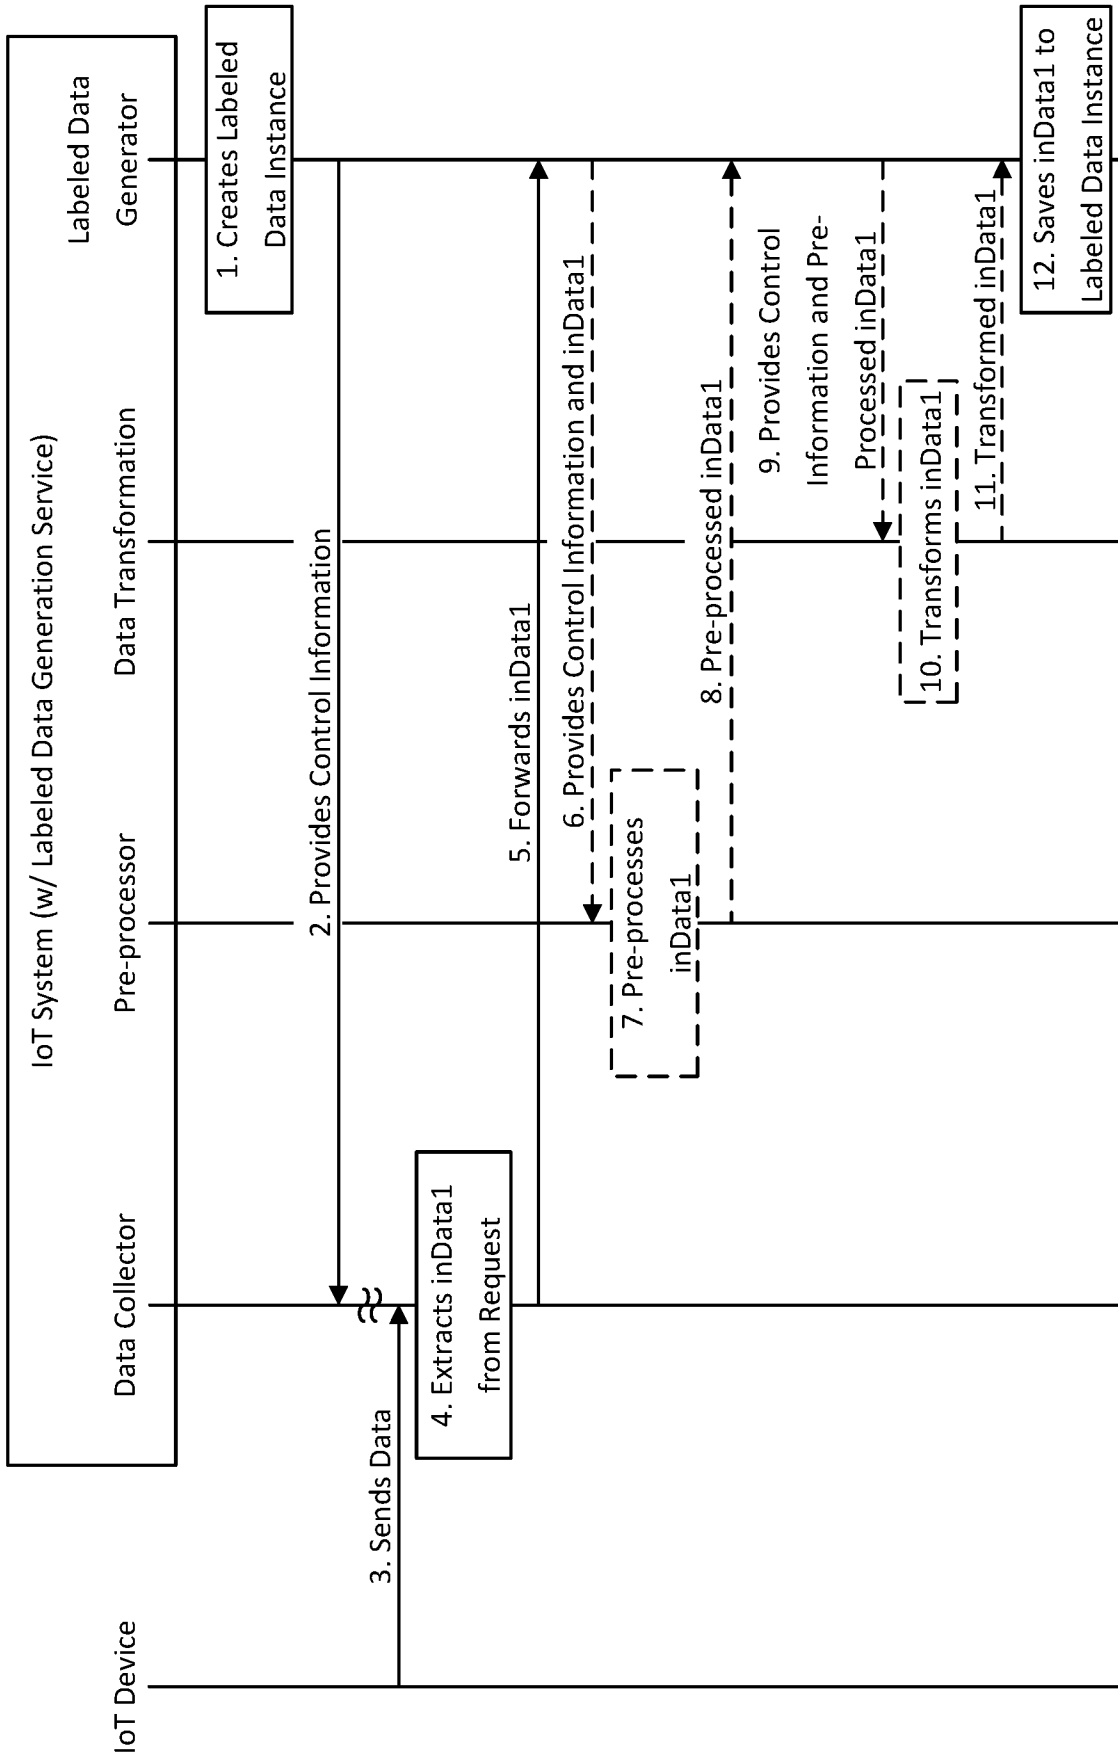 IoT System (w/ Labeled Data Generation Service)
IoT Device
Data Collector
Pre-processor
Data Transformation
Labeled Data
Generator
1. Creates Labeled
Data Instance
2. Provides Control Information
3. Sends Data
4. Extracts inData1
from Request
5. Forwards inData1
6. Provides Control Information and inData1
7. Pre-processes
inData1
8. Pre-processed inData1
9. Provides Control
Information and Pre-
Processed inData1
10. Transforms inData1
11. Transformed inData1
12. Saves inData1 to
Labeled Data Instance